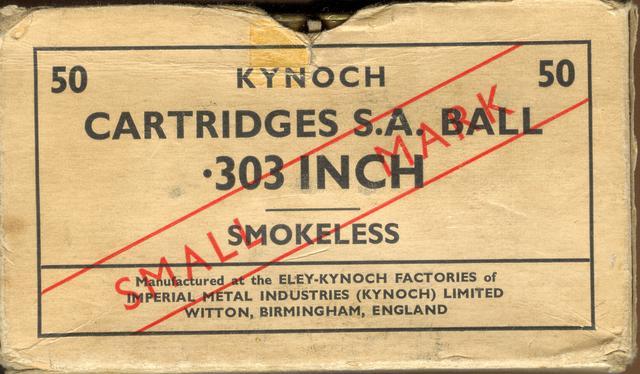 50 KYNOCH 50
CARTRIDGES S.A. BALL
·303 INCH
SMOKELESS
SMALL MARK
Manufactured at the ELEY-KYNOCH FACTORIES of
IMPERIAL METAL INDUSTRIES (KYNOCH) LIMITED
WITTON, BIRMINGHAM, ENGLAND